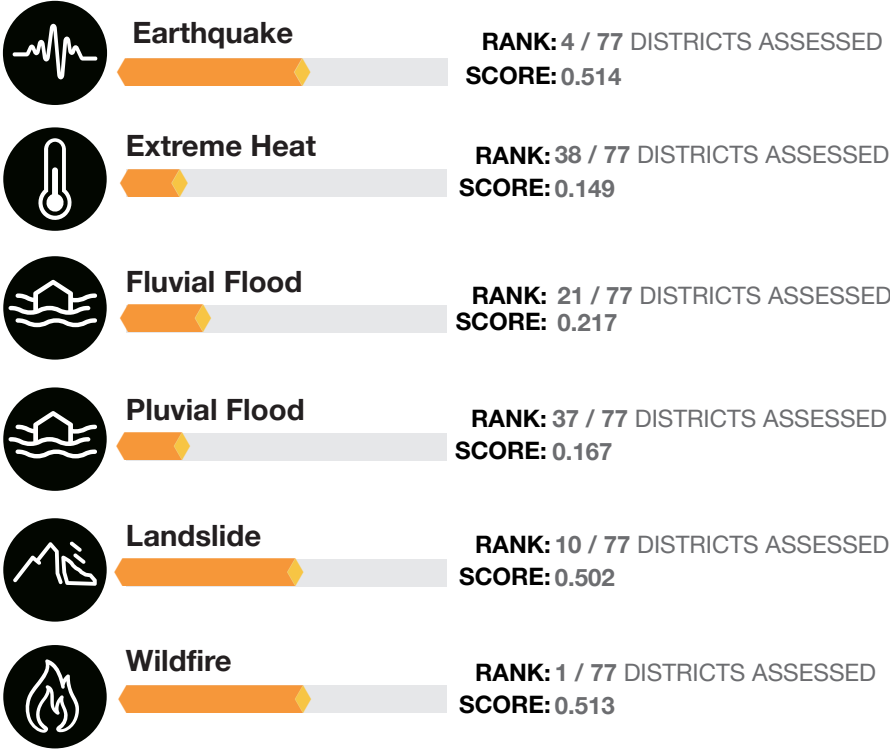 Earthquake
RANK: 4 / 77 DISTRICTS ASSESSED
SCORE: 0.514
Extreme Heat
RANK: 38 / 77 DISTRICTS ASSESSED
SCORE: 0.149
Fluvial Flood
RANK: 21 / 77 DISTRICTS ASSESSED
SCORE: 0.217
Pluvial Flood
RANK: 37 / 77 DISTRICTS ASSESSED
SCORE: 0.167
Landslide
RANK: 10 / 77 DISTRICTS ASSESSED
SCORE: 0.502
Wildfire
RANK: 1 / 77 DISTRICTS ASSESSED
SCORE: 0.513